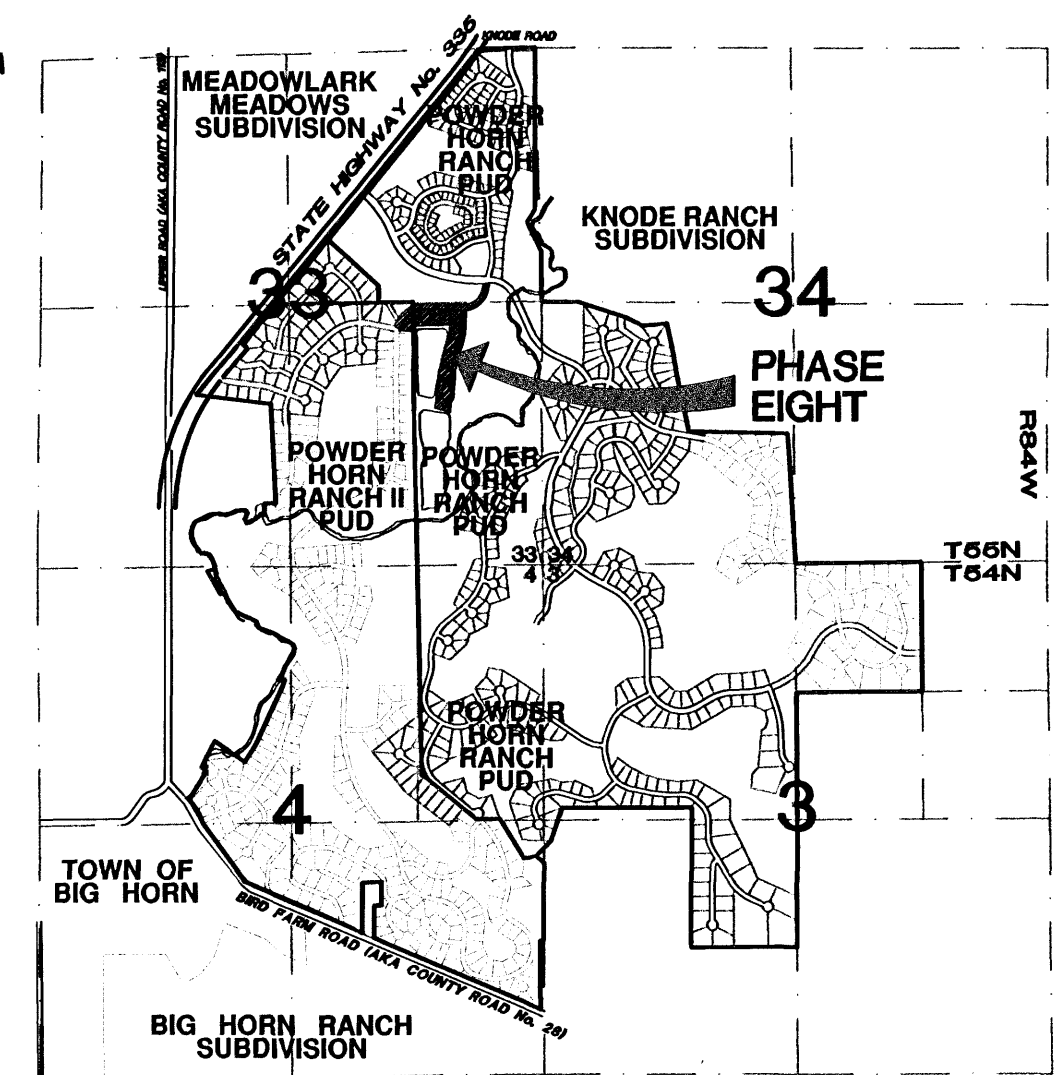 KNODE ROAD
STATE HIGHWAY No. 335
MEADOWLARK
MEADOWS
SUBDIVISION
POWDER
HORN
RANCH
PUD
KNODE RANCH
SUBDIVISION
33
34
PHASE
EIGHT
R84W
POWDER
HORN
RANCH II
PUD
POWDER
HORN
RANCH
PUD
33 34
4 3
T55N
T54N
POWDER
HORN
RANCH
PUD
4
3
TOWN OF
BIG HORN
BIRD FARM ROAD (AKA COUNTY ROAD No. 28)
BIG HORN RANCH
SUBDIVISION